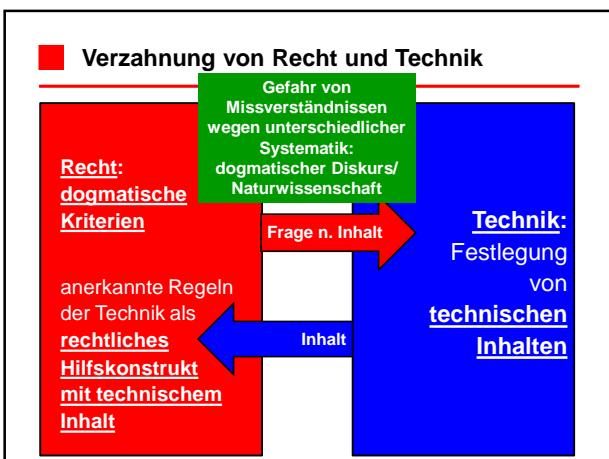 Verzahnung von Recht und Technik
Gefahr von
Missverständnissen
wegen unterschiedlicher
Systematik:
dogmatischer Diskurs/
Naturwissenschaft
Recht:
dogmatische
Kriterien
anerkannte Regeln
der Technik als
rechtliches
Hilfskonstrukt
mit technischem
Inhalt
Frage n. Inhalt
Inhalt
Technik:
Festlegung
von
technischen
Inhalten